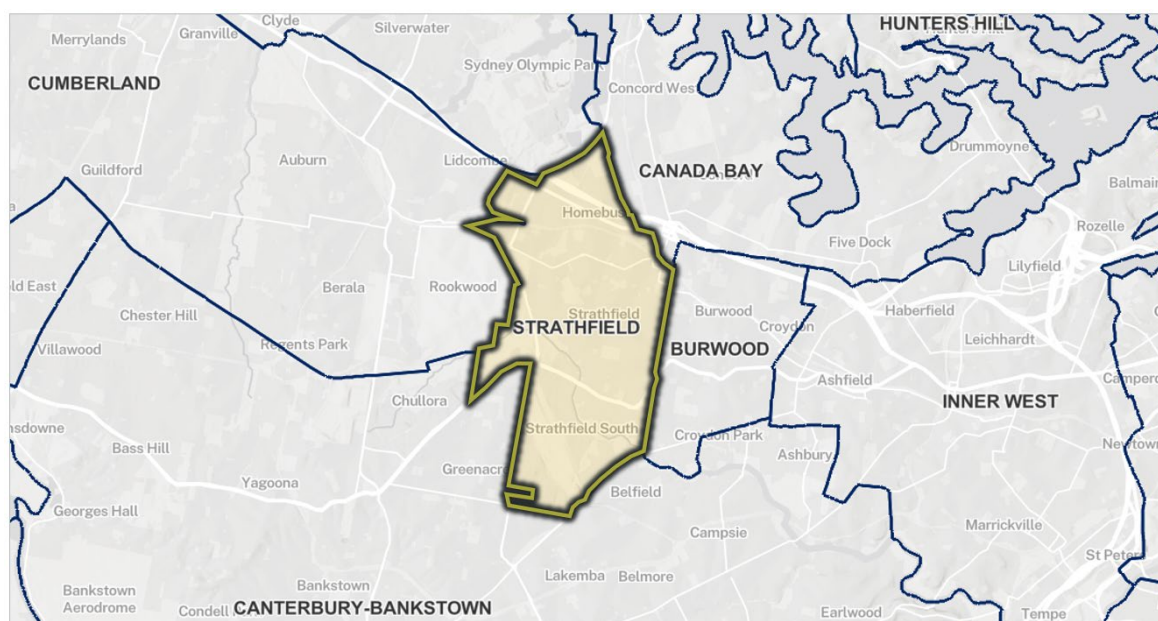 Clyde
HUNTERS HILL
Silverwater
Granville
Merrylands
Sydney Olympic Park
CUMBERLAND
Concord West
Drummoyne
Auburn
Lidcombe
Guildford
CANADA BAY
Balmain
Homebush
Rozelle
Five Dock
Lilyfield
Berala
Rookwood
Haberfield
Chester Hill
Strathfield
Burwood
STRATHFIELD
Croydon
Leichhardt
Regents Park
Villawood
BURWOOD
Ashfield
Chullora
INNER WEST
Strathfield South
Croydon Park
Bass Hill
Ashbury
Greenacre
Yagoona
Belfield
Georges Hall
Marrickville
Campsie
Bankstown
Lakemba
Belmore
Bankstown
Aerodrome
CANTERBURY-BANKSTOWN
Earlwood
Tempe